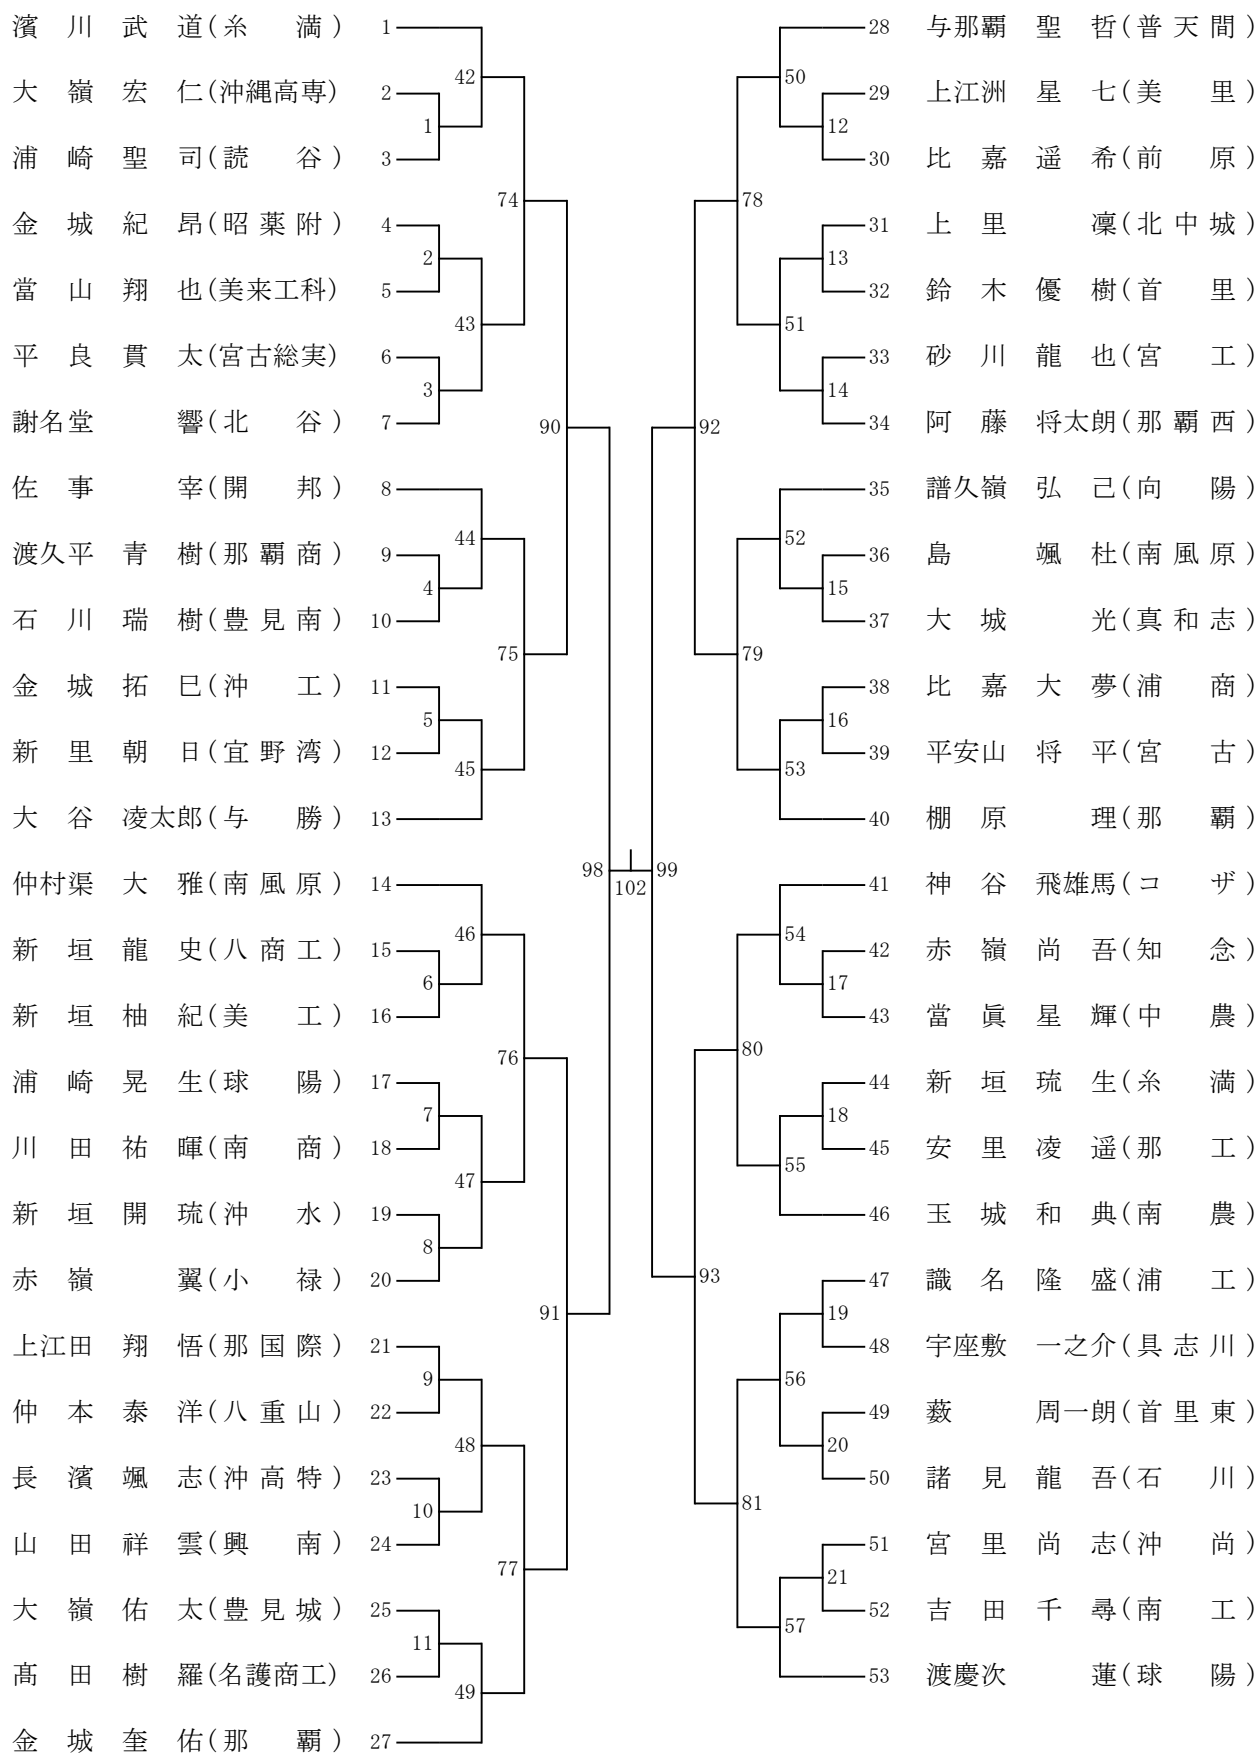 濱川武道(糸満) 1
大嶺宏仁(沖縄高専) 2
浦崎聖司(読谷) 3
金城紀昂(昭薬附) 4
當山翔也(美来工科) 5
平良貫太(宮古総実) 6
謝名堂響(北谷) 7
佐事宰(開邦) 8
渡久平青樹(那覇商) 9
石川瑞樹(豊見南) 10
金城拓巳(沖工) 11
新里朝日(宜野湾) 12
大谷凌太郎(与勝) 13
仲村渠大雅(南風原) 14
新垣龍史(八商工) 15
新垣柚紀(美工) 16
浦崎晃生(球陽) 17
川田祐暉(南商) 18
新垣開琉(沖水) 19
赤嶺翼(小禄) 20
上江田翔悟(那国際) 21
仲本泰洋(八重山) 22
長濱颯志(沖高特) 23
山田祥雲(興南) 24
大嶺佑太(豊見城) 25
髙田樹羅(名護商工) 26
金城奎佑(那覇) 27
42
1
74
2
43
3
90
44
4
75
5
45
98
46
6
76
7
47
8
91
9
48
10
77
11
49
102
99
50
12
78
13
51
14
92
52
15
79
16
53
54
17
80
18
55
93
19
56
20
81
21
57
28 与那覇聖哲(普天間)
29 上江洲星七(美里)
30 比嘉遥希(前原)
31 上里凜(北中城)
32 鈴木優樹(首里)
33 砂川龍也(宮工)
34 阿藤将太朗(那覇西)
35 譜久嶺弘己(向陽)
36 島颯杜(南風原)
37 大城光(真和志)
38 比嘉大夢(浦商)
39 平安山将平(宮古)
40 棚原理(那覇)
41 神谷飛雄馬(コザ)
42 赤嶺尚吾(知念)
43 當眞星輝(中農)
44 新垣琉生(糸満)
45 安里凌遥(那工)
46 玉城和典(南農)
47 識名隆盛(浦工)
48 宇座敷一之介(具志川)
49 薮周一朗(首里東)
50 諸見龍吾(石川)
51 宮里尚志(沖尚)
52 吉田千尋(南工)
53 渡慶次蓮(球陽)